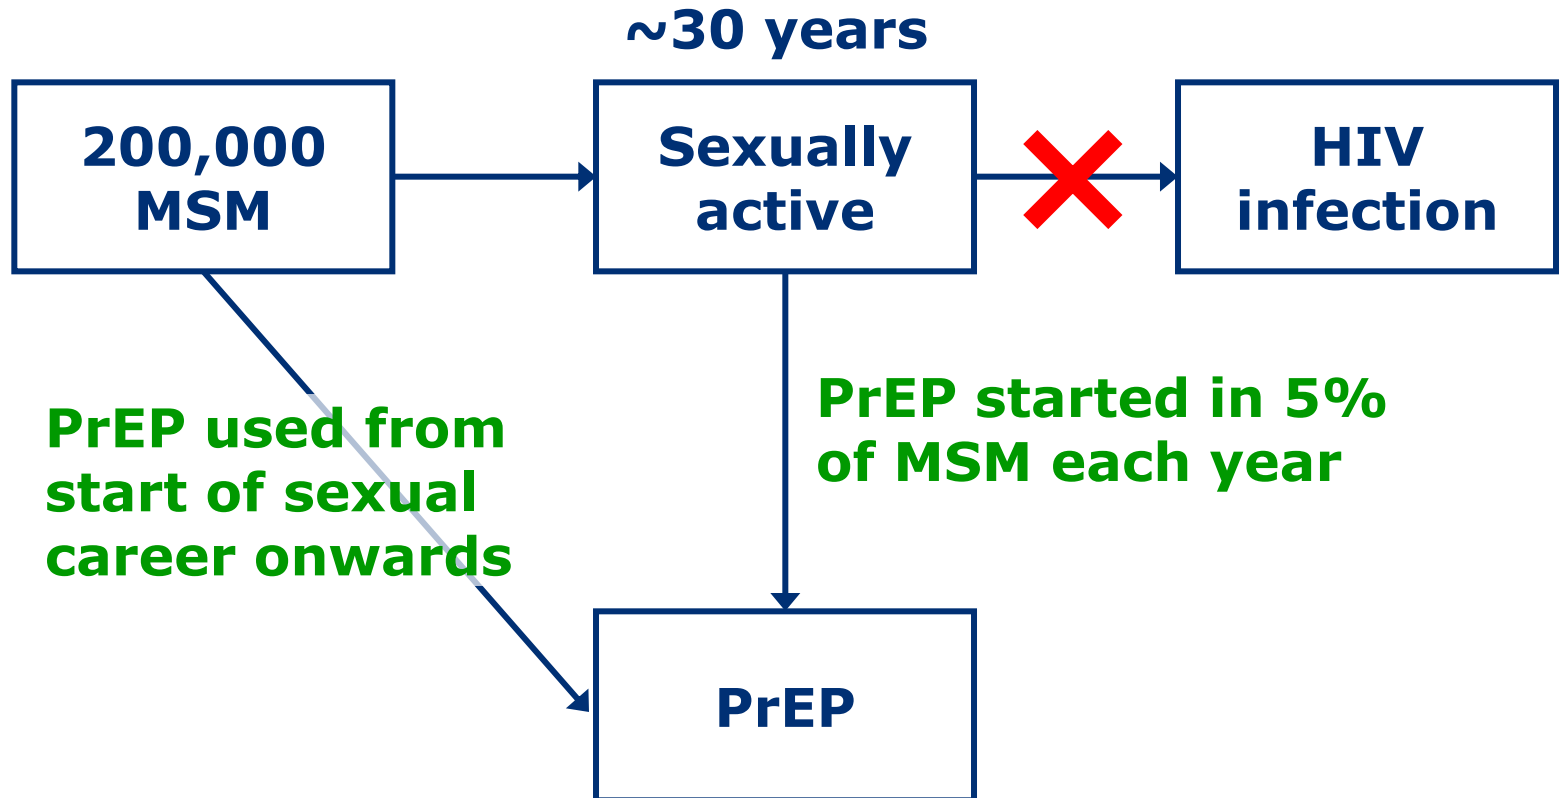 ~30 years
200,000
MSM
Sexually
active
HIV
infection
PrEP used from
start of sexual
career onwards
PrEP started in 5%
of MSM each year
PrEP